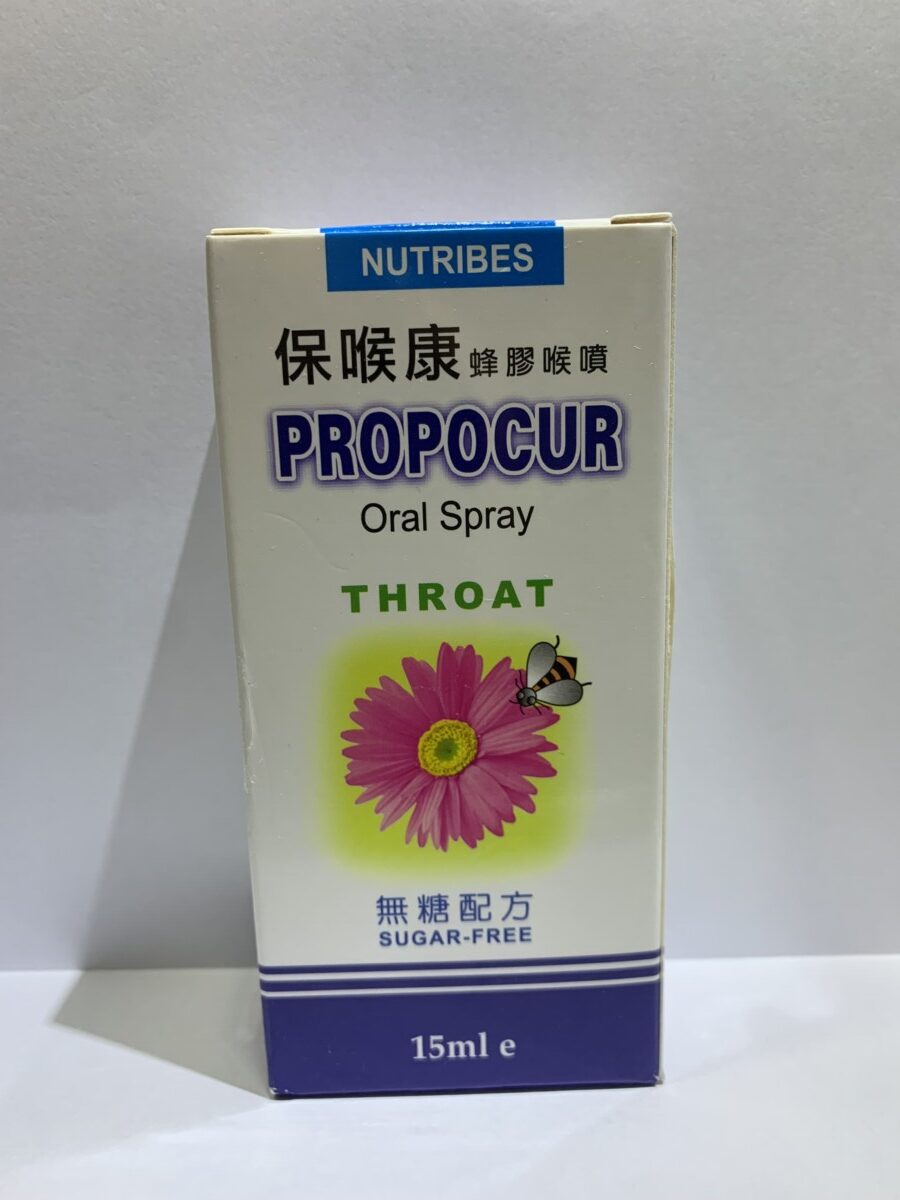 NUTRIBES
保喉康 蜂膠喉噴
PROPOCUR
Oral Spray
THROAT
無糖配方
SUGAR-FREE
15ml e